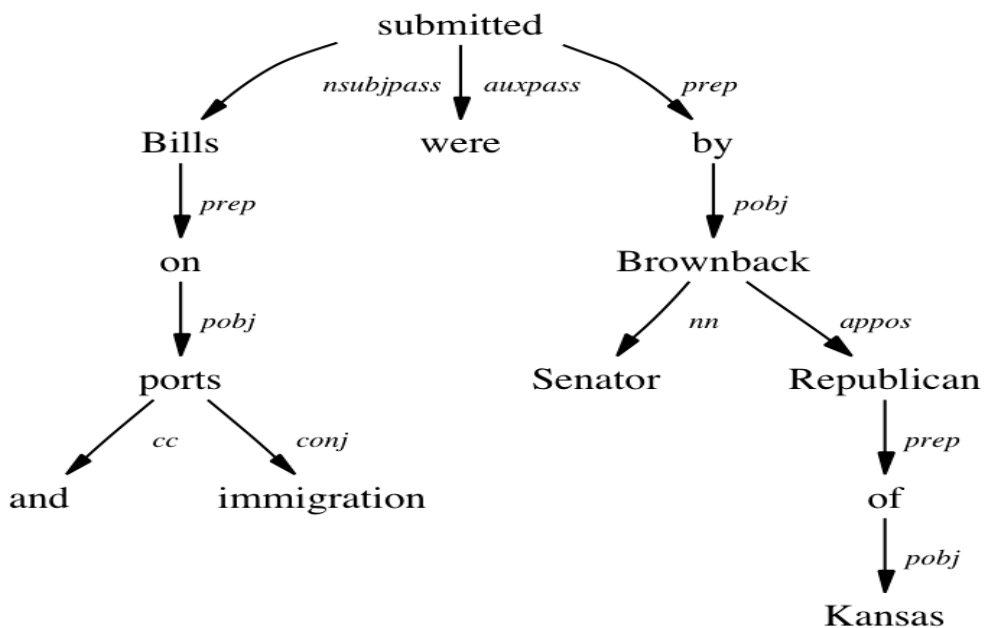 submitted
nsubjpass auxpass prep
Bills were by
prep pobj
on Brownback
pobj nn appos
ports Senator Republican
cc conj prep
and immigration of
pobj
Kansas